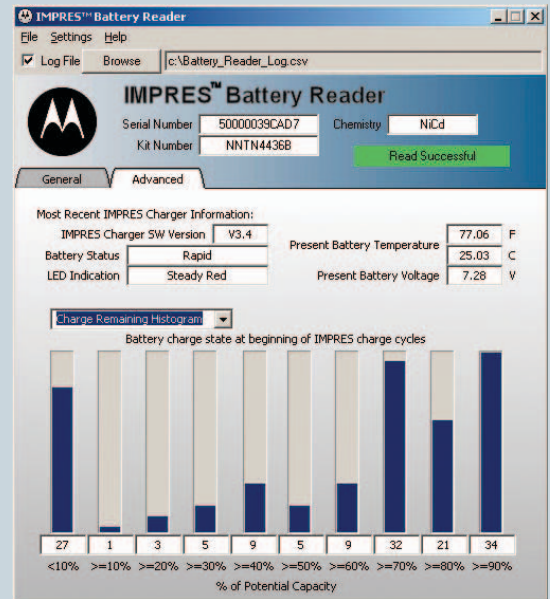 IMPRES™ Battery Reader
File Settings Help
Log File Browse c:\Battery_Reader_Log.csv
IMPRES™ Battery Reader
Serial Number 50000039CAD7 Chemistry NiCd
Kit Number NNTN4436B Read Successful
General Advanced
Most Recent IMPRES Charger Information:
IMPRES Charger SW Version V3.4
Battery Status Rapid
LED Indication Steady Red
Present Battery Temperature 77.06 F
25.03 C
Present Battery Voltage 7.28 V
Charge Remaining Histogram
Battery charge state at beginning of IMPRES charge cycles
27 1 3 5 9 5 9 32 21 34
<10% >=10% >=20% >=30% >=40% >=50% >=60% >=70% >=80% >=90%
% of Potential Capacity